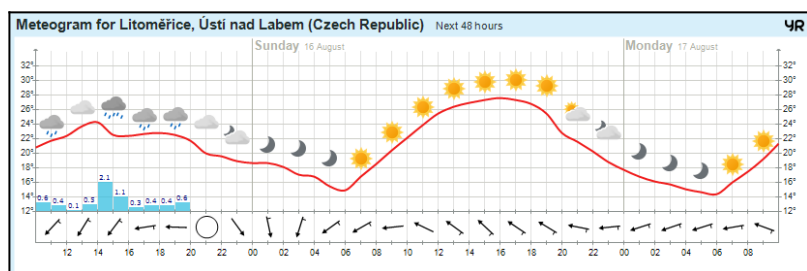 Meteogram for Litoměřice, Ústí nad Labem (Czech Republic) Next 48 hours YR
Sunday 16 August Monday 17 August
32° 32°
30° 30°
28° 28°
26° 26°
24° 24°
22° 22°
20° 20°
18° 18°
16° 16°
14° 14°
12° 12°
0.6 0.4 0.1 0.5 2.1 1.1 0.3 0.4 0.4 0.6
12 14 16 18 20 22 00 02 04 06 08 10 12 14 16 18 20 22 00 02 04 06 08